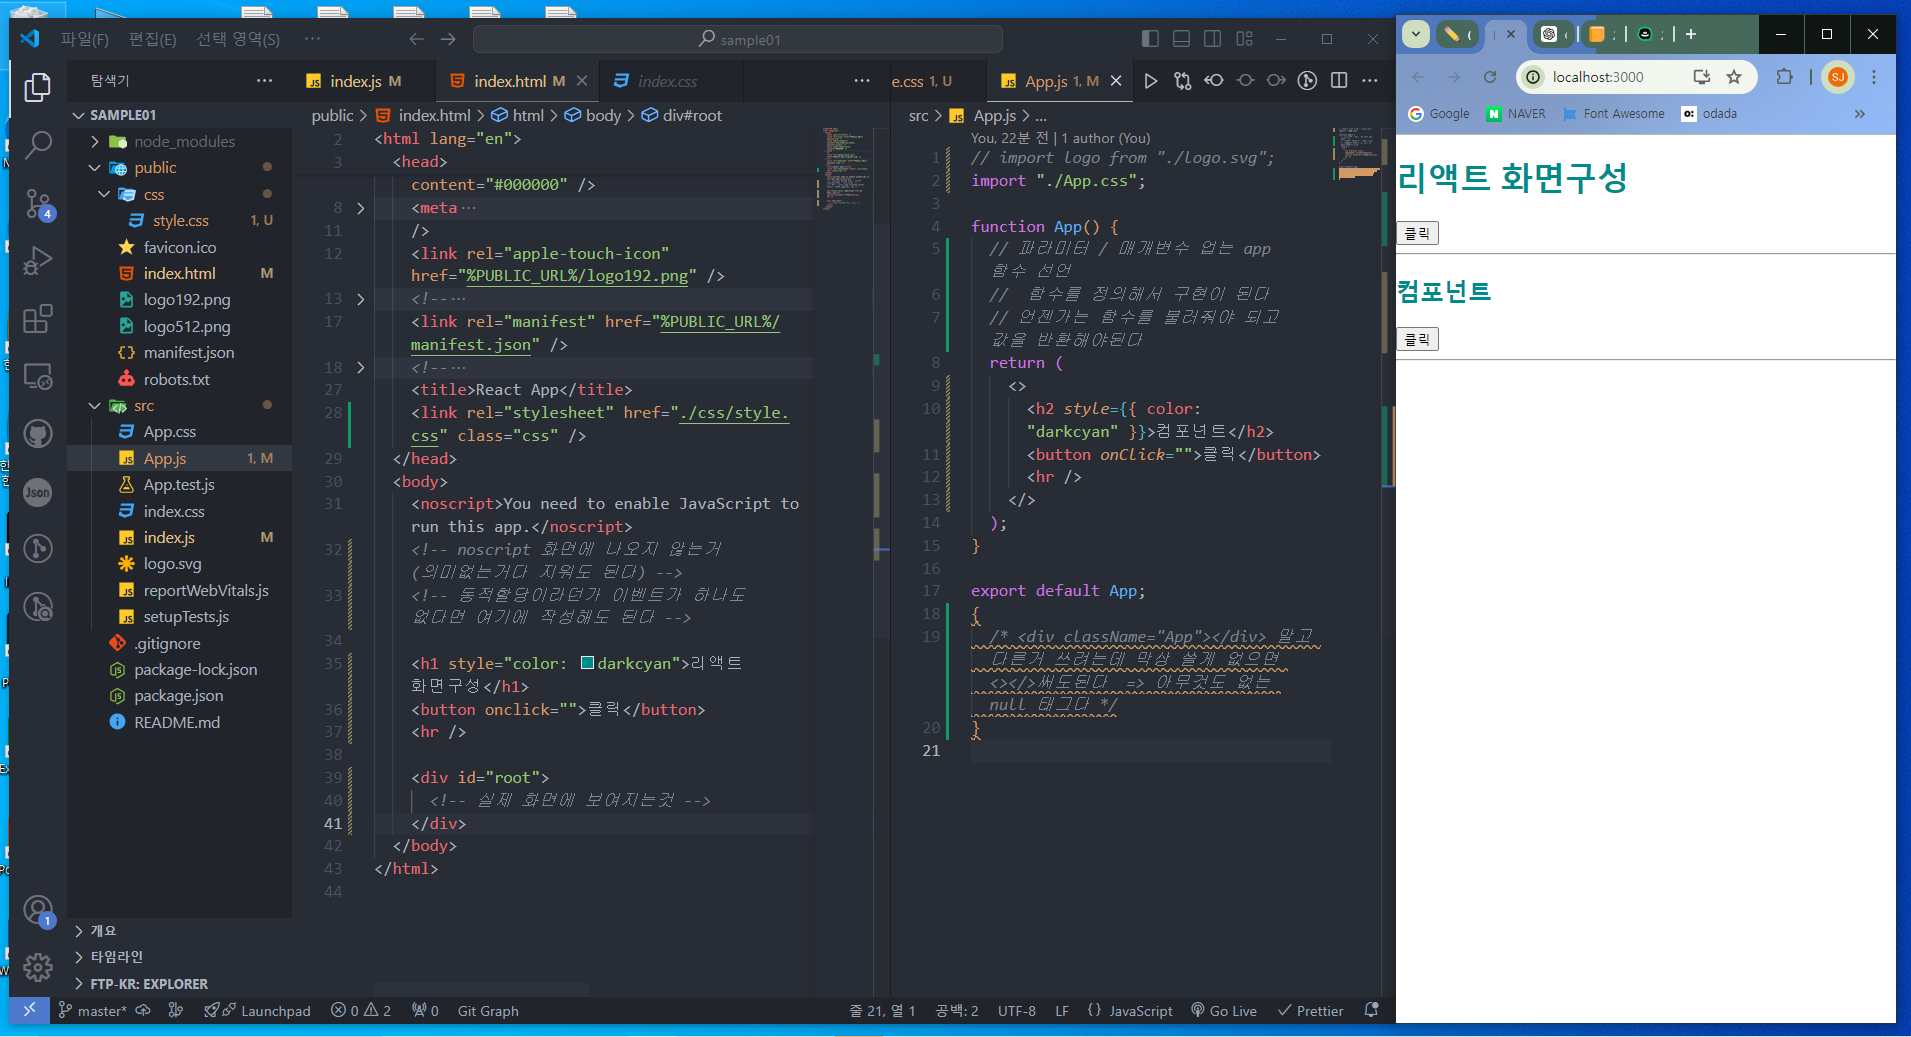 파일(F) 편집(E) 선택 영역(S) ···
sample01
탐색기
SAMPLE01
node_modules
public
css
style.css 1, U
favicon.ico
index.html M
logo192.png
logo512.png
manifest.json
robots.txt
src
App.css
App.js 1, M
App.test.js
index.css
index.js M
logo.svg
reportWebVitals.js
setupTests.js
.gitignore
package-lock.json
package.json
README.md
개요
타임라인
FTP-KR: EXPLORER
4
Json
1
index.js M
index.html M
index.css
public > index.html > html > body > div#root
2 <html lang="en">
3 <head>
content="#000000" />
8 <meta ···
11 />
12 <link rel="apple-touch-icon"
href="%PUBLIC_URL%/logo192.png" />
13 <!-- ···
17 <link rel="manifest" href="%PUBLIC_URL%/
manifest.json" />
18 <!-- ···
27 <title>React App</title>
28 <link rel="stylesheet" href="./css/style.
css" class="css" />
29 </head>
30 <body>
31 <noscript>You need to enable JavaScript to
run this app.</noscript>
32 <!-- noscript 화면에 나오지 않는거
(의미없는거다 지워도 된다) -->
33 <!-- 동적할당이라던가 이벤트가 하나도
없다면 여기에 작성해도 된다 -->
34
35 <h1 style="color: darkcyan">리액트
화면구성</h1>
36 <button onclick="">클릭</button>
37 <hr />
38
39 <div id="root">
40 <!-- 실제 화면에 보여지는것 -->
41 </div>
42 </body>
43 </html>
44
e.css 1, U
App.js 1, M
src > App.js > ...
You, 22분 전 | 1 author (You)
1 // import logo from "./logo.svg";
2 import "./App.css";
3
4 function App() {
5 // 파라미터 / 매개변수 없는 app
함수 선언
6 // 함수를 정의해서 구현이 된다
7 // 언젠가는 함수를 불러줘야 되고
값을 반환해야된다
8 return (
9 <>
10 <h2 style={{ color:
"darkcyan" }}>컴포넌트</h2>
11 <button onClick="">클릭</button>
12 <hr />
13 </>
14 );
15 }
16
17 export default App;
18 {
19 /* <div className="App"></div> 말고
다른거 쓰려는데 막상 쓸게 없으면
<></>써도된다 => 아무것도 없는
null 태그다 */
20 }
21
master*
Launchpad
0 2
0
Git Graph
줄 21, 열 1
공백: 2
UTF-8
LF
{ } JavaScript
Go Live
Prettier
localhost:3000
SJ
Google
NAVER
Font Awesome
odada
리액트 화면구성
클릭
컴포넌트
클릭